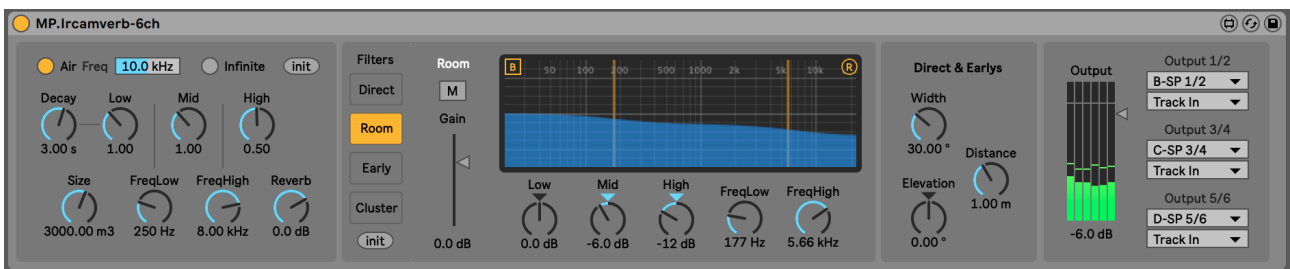 MP.Ircamverb-6ch
Air Freq 10.0 kHz Infinite init
Decay Low Mid High
3.00 s 1.00 1.00 0.50
Size FreqLow FreqHigh Reverb
3000.00 m3 250 Hz 8.00 kHz 0.0 dB
Filters
Direct
Room
Early
Cluster
init
Room
M
Gain
0.0 dB
B 50 100 200 500 1000 2k 5k 10k R
Low Mid High FreqLow FreqHigh
0.0 dB -6.0 dB -12 dB 177 Hz 5.66 kHz
Direct & Earlys
Width
30.00 °
Distance
1.00 m
Elevation
0.00 °
Output
-6.0 dB
Output 1/2
B-SP 1/2
Track In
Output 3/4
C-SP 3/4
Track In
Output 5/6
D-SP 5/6
Track In